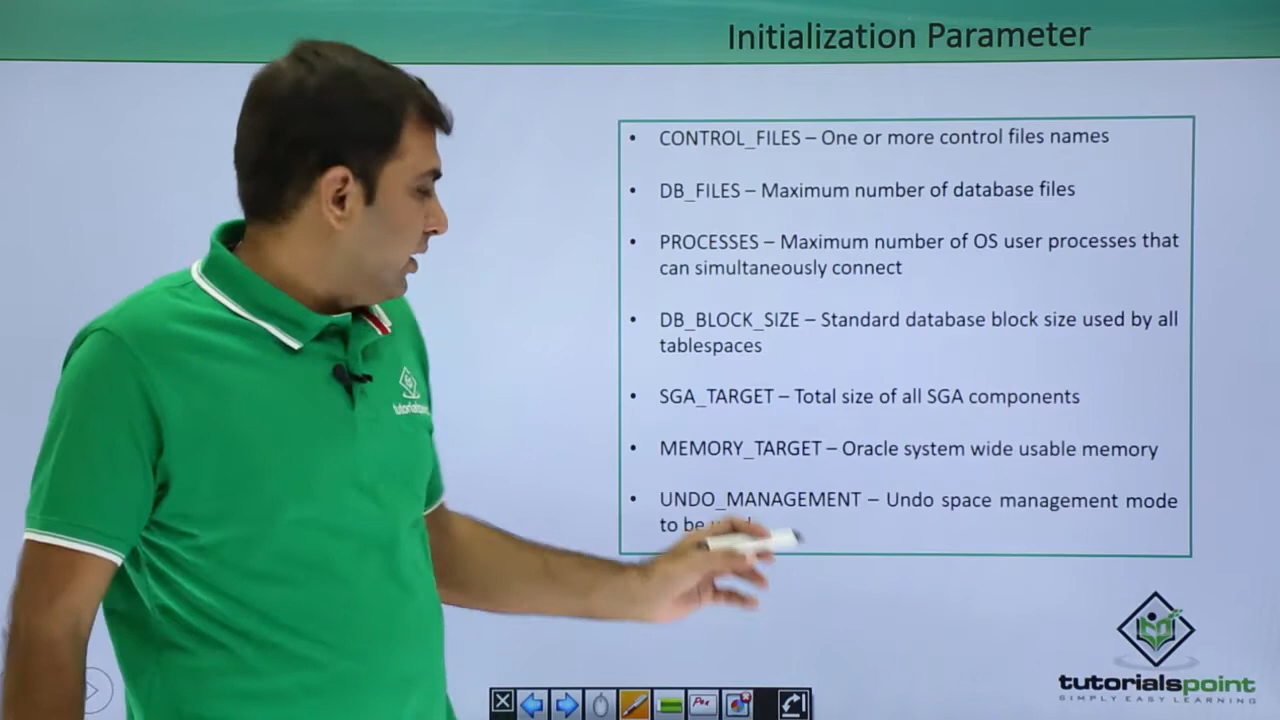 Initialization Parameter
• CONTROL_FILES – One or more control files names
• DB_FILES – Maximum number of database files
• PROCESSES – Maximum number of OS user processes that
can simultaneously connect
• DB_BLOCK_SIZE – Standard database block size used by all
tablespaces
• SGA_TARGET – Total size of all SGA components
• MEMORY_TARGET – Oracle system wide usable memory
• UNDO_MANAGEMENT – Undo space management mode
to be
tutorialspoint
SIMPLY EASY LEARNING